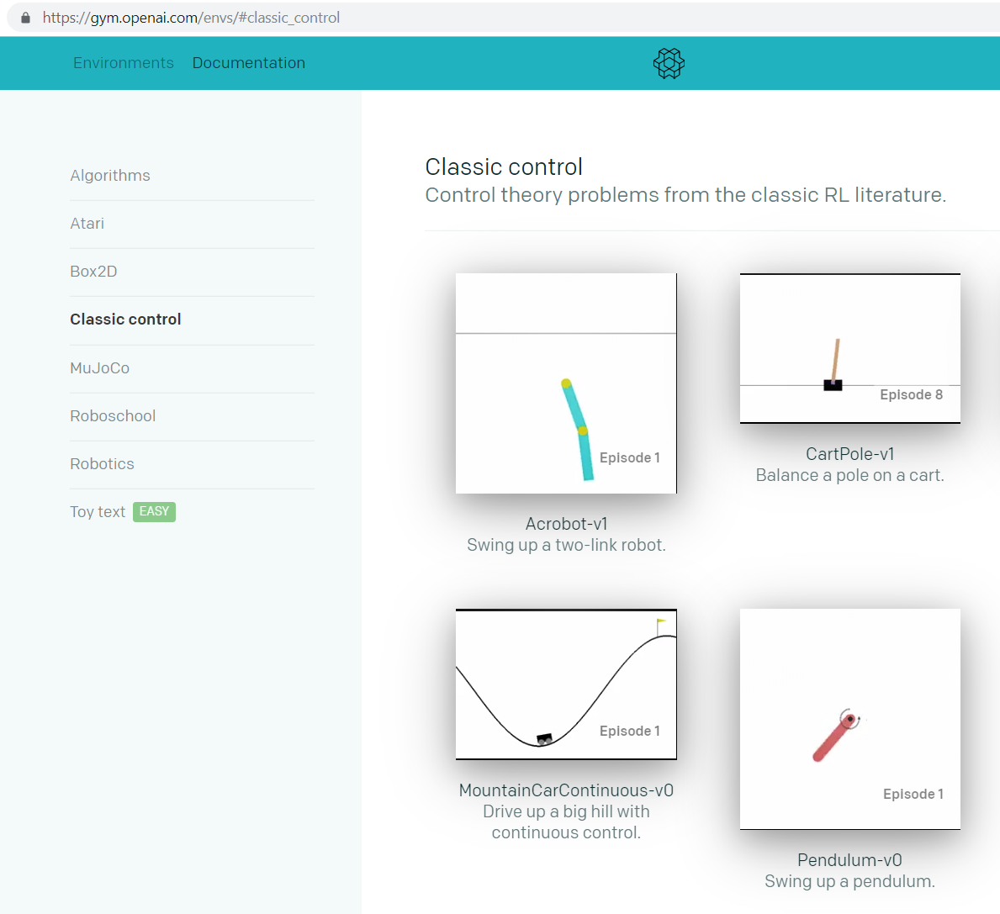 https://gym.openai.com/envs/#classic_control
Environments Documentation
Algorithms
Atari
Box2D
Classic control
MuJoCo
Roboschool
Robotics
Toy text EASY
Classic control
Control theory problems from the classic RL literature.
Episode 1
Acrobot-v1
Swing up a two-link robot.
Episode 8
CartPole-v1
Balance a pole on a cart.
Episode 1
MountainCarContinuous-v0
Drive up a big hill with
continuous control.
Episode 1
Pendulum-v0
Swing up a pendulum.